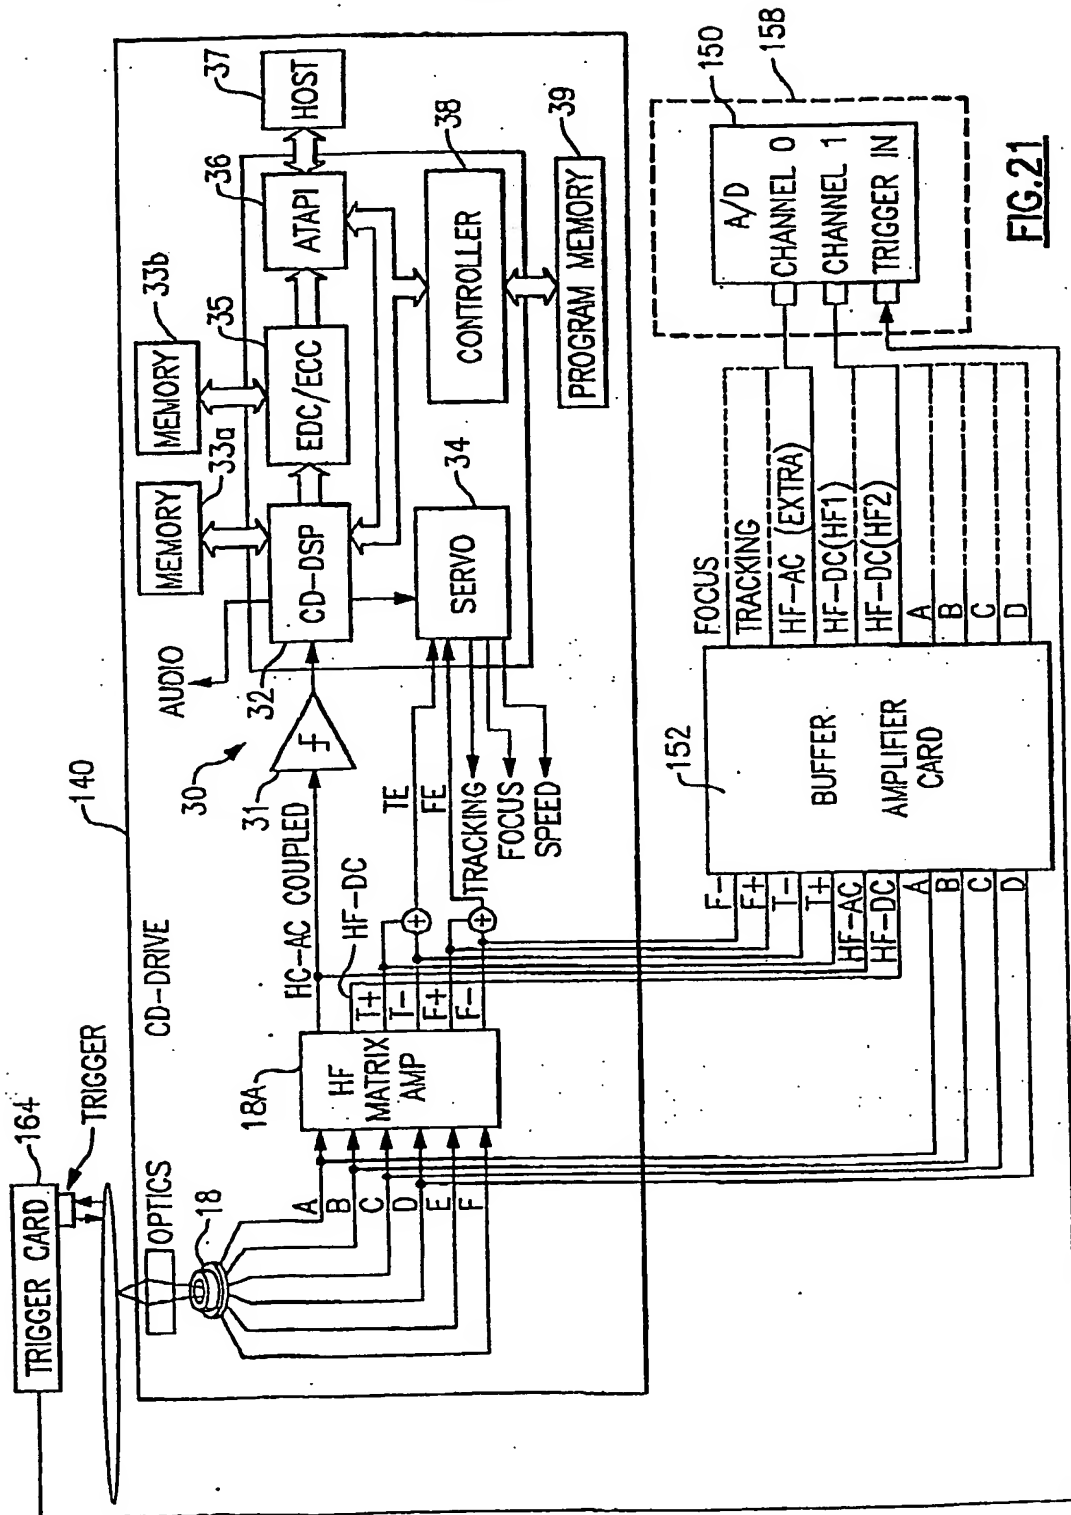 164
TRIGGER CARD
TRIGGER
OPTICS
18
CD-DRIVE
140
A
B
C
D
E
F
18A
HF
MATRIX
AMP
HC-AC COUPLED
HF-DC
T+
T-
F+
F-
30
31
TE
FE
TRACKING
FOCUS
SPEED
AUDIO
32
CD-DSP
MEMORY
33a
MEMORY
33b
35
EDC/ECC
36
ATAPI
37
HOST
34
SERVO
38
CONTROLLER
39
PROGRAM MEMORY
F-
F+
T-
T+
HF-AC
HF-DC
A
B
C
D
152
BUFFER
AMPLIFIER
CARD
FOCUS
TRACKING
HF-AC (EXTRA)
HF-DC(HF1)
HF-DC(HF2)
A
B
C
D
150
158
A/D
CHANNEL 0
CHANNEL 1
TRIGGER IN
FIG.21